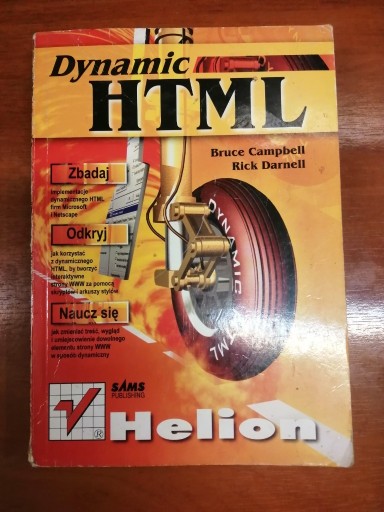 Dynamic
HTML
Bruce Campbell
Rick Darnell
Zbadaj
implementacje
dynamicznego HTML
firm Microsoft
i Netscape
Odkryj
jak korzystać
z dynamicznego
HTML, by tworzyć
interaktywne
strony WWW za pomocą
skryptów i arkuszy stylów
Naucz się
jak zmieniać treść, wygląd
i umiejscowienie dowolnego
elementu strony WWW
w sposób dynamiczny
DYNAMIC
HTML
SAMS
PUBLISHING
®
Helion